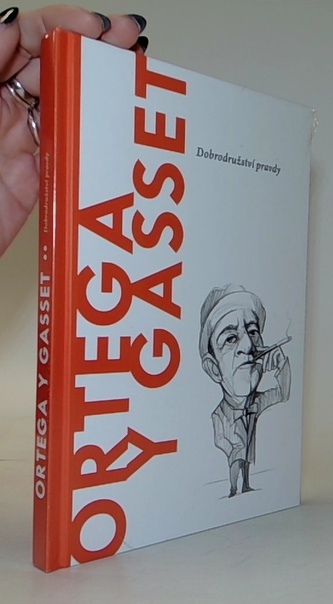 ORTEGA
Y GASSET
Dobrodružství pravdy
ORTEGA Y GASSET •• Dobrodružství pravdy